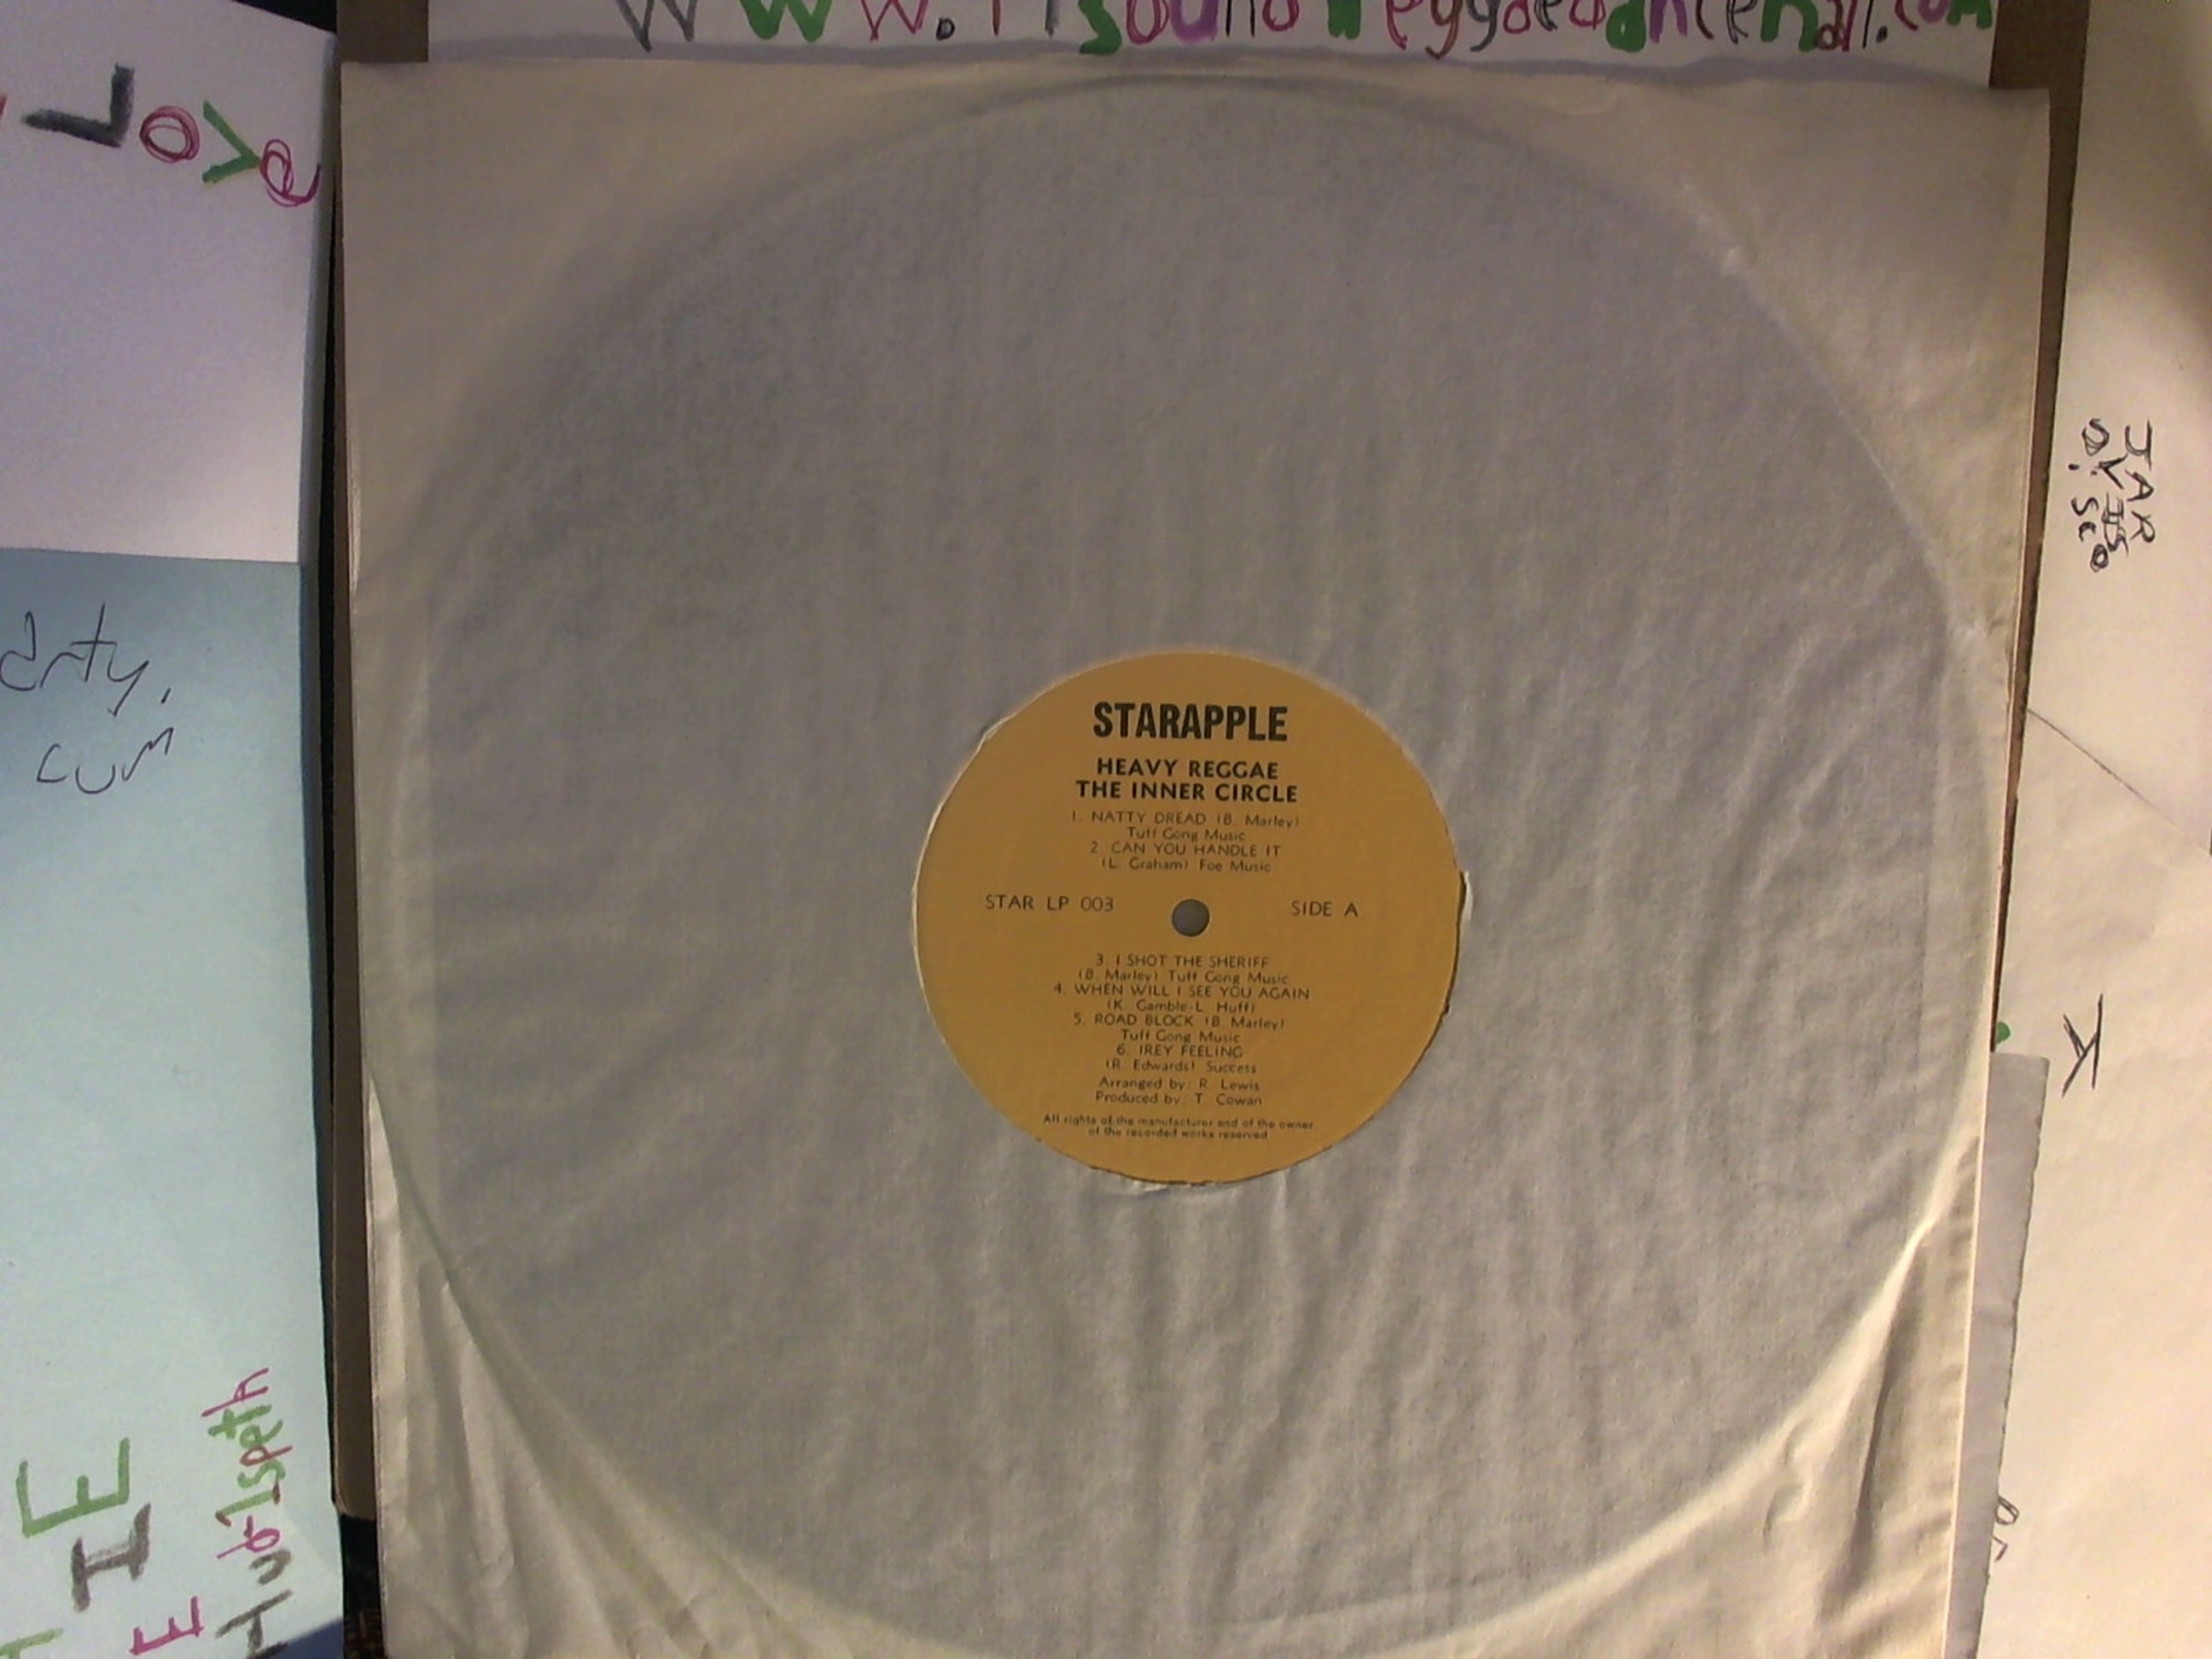 Love
STARAPPLE
HEAVY REGGAE
THE INNER CIRCLE
1. NATTY DREAD (B. Marley)
Tuff Gong Music
2. CAN YOU HANDLE IT
(L. Graham) Foe Music
STAR LP 003
SIDE A
3. I SHOT THE SHERIFF
(B. Marley) Tuff Gong Music
4. WHEN WILL I SEE YOU AGAIN
(K. Gamble-L. Huff)
5. ROAD BLOCK (B. Marley)
Tuff Gong Music
6. IREY FEELING
(R. Edwards) Success
Arranged by: R. Lewis
Produced by: T. Cowan
All rights of the manufacturer and of the owner
of the recorded works reserved